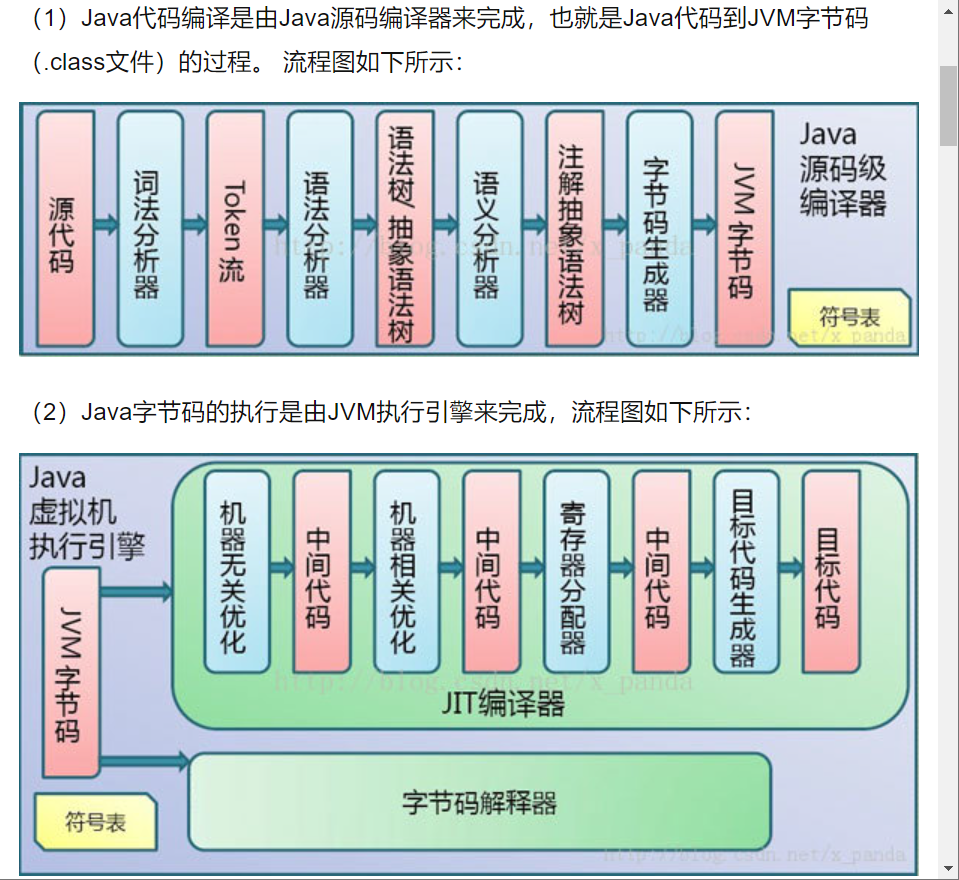 （1）Java代码编译是由Java源码编译器来完成，也就是Java代码到JVM字节码
（.class文件）的过程。 流程图如下所示：
源代码
词法分析器
Token流
语法分析器
语法树/抽象语法树
语义分析器
注解抽象语法树
字节码生成器
JVM字节码
Java
源码级
编译器
符号表
http://blog.csdn.net/x_panda
http://blog.csdn.net/x_panda
（2）Java字节码的执行是由JVM执行引擎来完成，流程图如下所示：
Java
虚拟机
执行引擎
JVM字节码
符号表
机器无关优化
中间代码
机器相关优化
中间代码
寄存器分配器
中间代码
目标代码生成器
目标代码
http://blog.csdn.net/x_panda
JIT编译器
字节码解释器
http://blog.csdn.net/x_panda